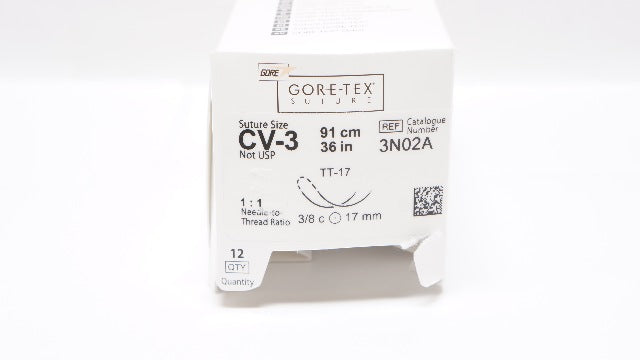 GORE
GORE-TEX®
SUTURE
Suture Size
CV-3
Not USP
91 cm
36 in
REF Catalogue Number
3N02A
TT-17
1 : 1
Needle-to-
Thread Ratio
3/8 c 17 mm
12
QTY
Quantity